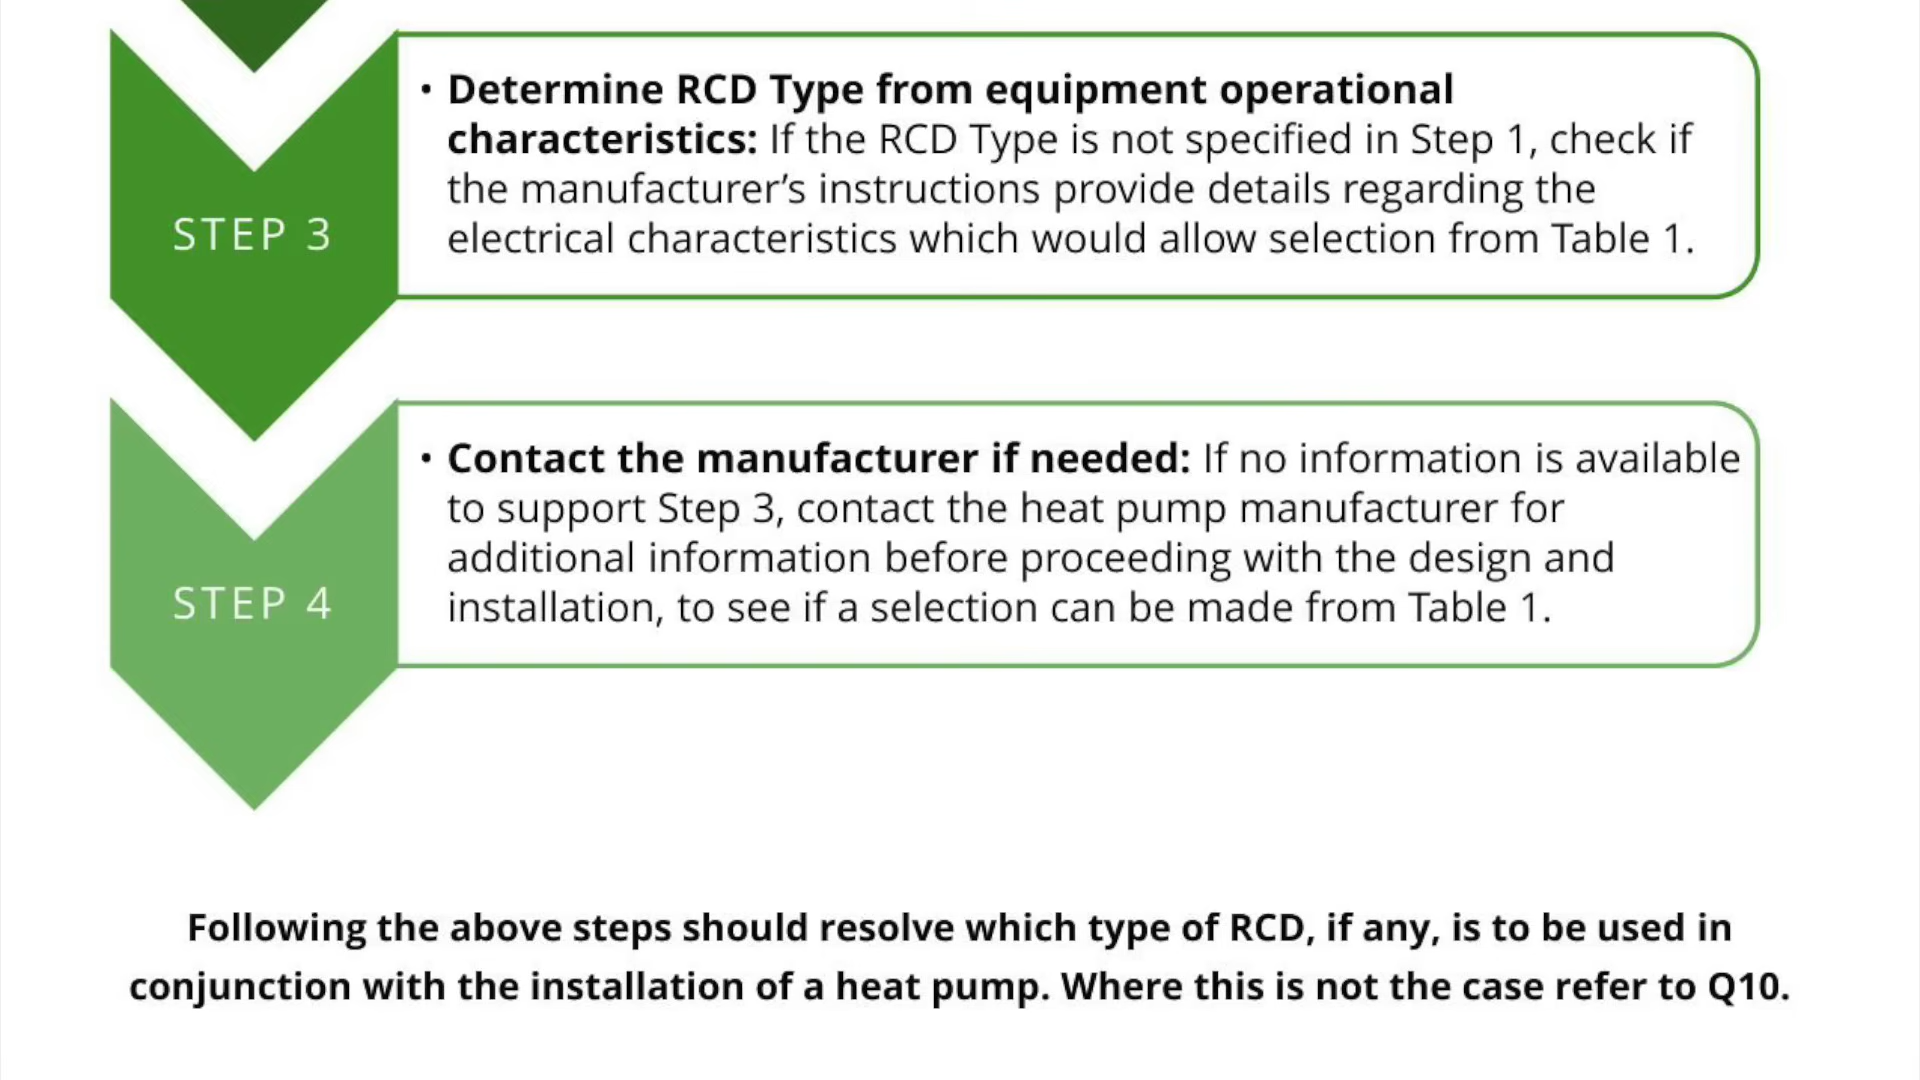 STEP 3
• Determine RCD Type from equipment operational
characteristics: If the RCD Type is not specified in Step 1, check if
the manufacturer’s instructions provide details regarding the
electrical characteristics which would allow selection from Table 1.
STEP 4
• Contact the manufacturer if needed: If no information is available
to support Step 3, contact the heat pump manufacturer for
additional information before proceeding with the design and
installation, to see if a selection can be made from Table 1.
Following the above steps should resolve which type of RCD, if any, is to be used in
conjunction with the installation of a heat pump. Where this is not the case refer to Q10.